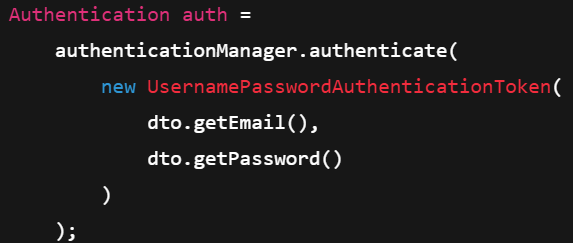 Authentication auth =
    authenticationManager.authenticate(
        new UsernamePasswordAuthenticationToken(
            dto.getEmail(),
            dto.getPassword()
        )
    );